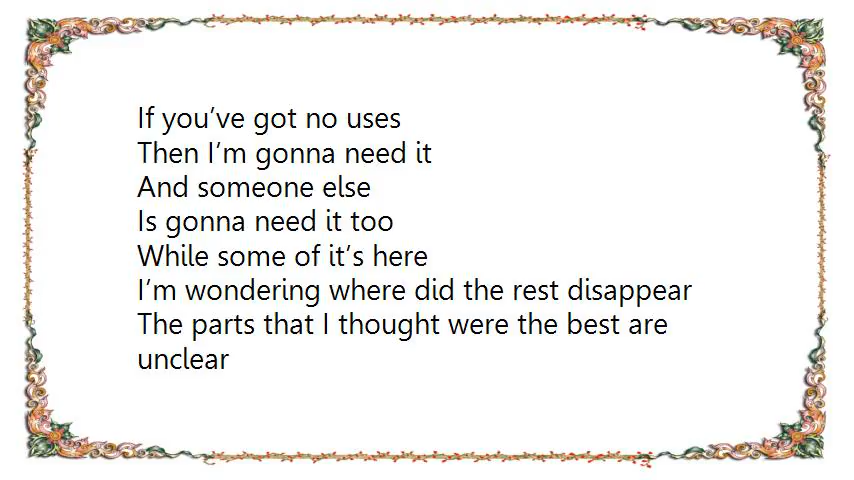 If you’ve got no uses
Then I’m gonna need it
And someone else
Is gonna need it too
While some of it’s here
I’m wondering where did the rest disappear
The parts that I thought were the best are
unclear